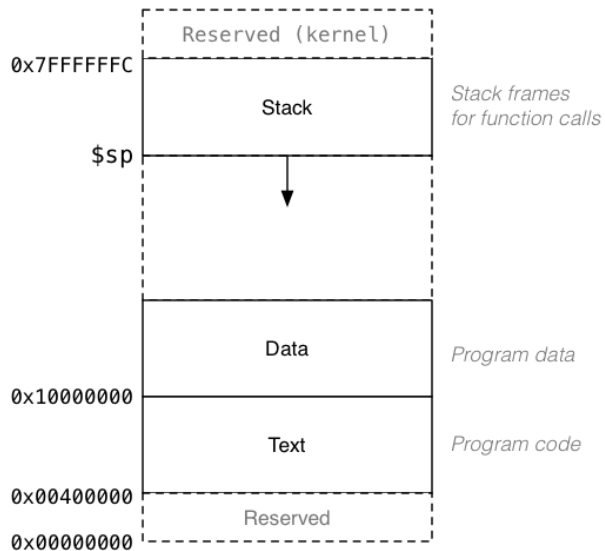 Reserved (kernel)
0x7FFFFFFC
Stack
Stack frames
for function calls
$sp
Data
Program data
0x10000000
Text
Program code
0x00400000
Reserved
0x00000000